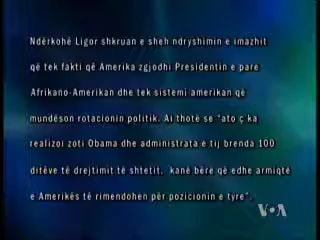 Ndërkohë Ligor shkruan e sheh ndryshimin e imazhit
që tek fakti që Amerika zgjodhi Presidentin e parë
Afrikano-Amerikan dhe tek sistemi amerikan që
mundëson rotacionin politik. Ai thotë se "ato ç'ka
realizoi zoti Obama dhe administrata e tij brenda 100
ditëve të drejtimit të shtetit, kanë bëre që edhe armiqtë
e Amerikës të rimendohen për pozicionin e tyre".
VOA